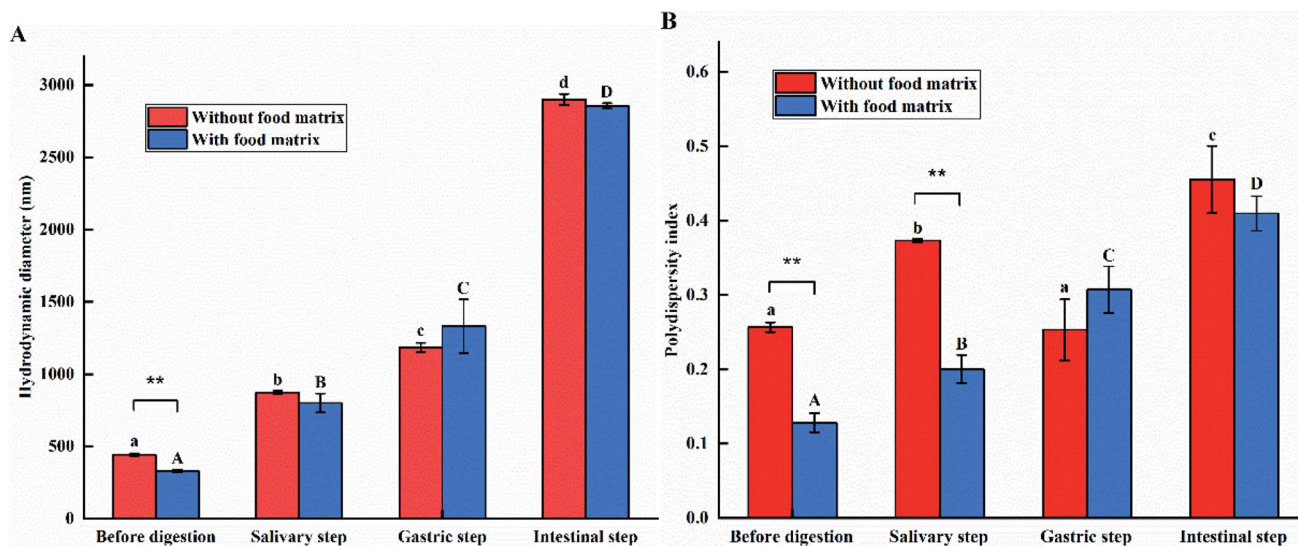 A
Hydrodynamic diameter (nm)
3000
2500
2000
1500
1000
500
0
Without food matrix
With food matrix
**
a
A
b
B
c
C
d
D
Before digestion
Salivary step
Gastric step
Intestinal step
B
Polydispersity index
0.6
0.5
0.4
0.3
0.2
0.1
0.0
Without food matrix
With food matrix
**
a
A
**
b
B
a
C
c
D
Before digestion
Salivary step
Gastric step
Intestinal step